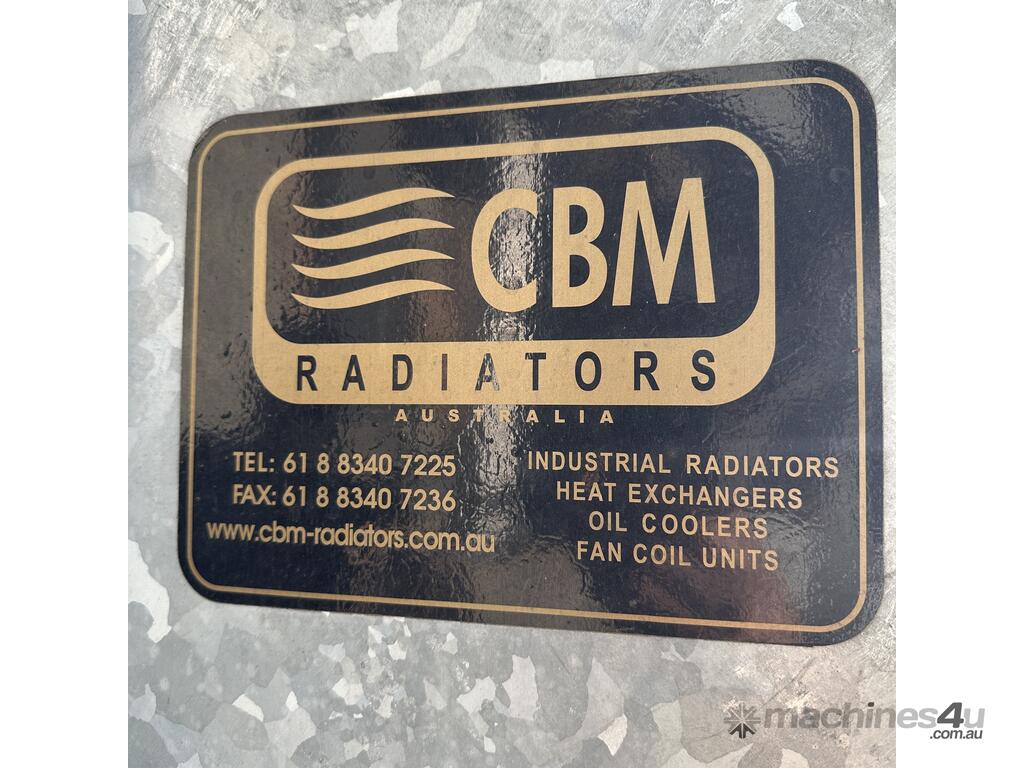 CBM
RADIATORS
AUSTRALIA
TEL: 61 8 8340 7225
FAX: 61 8 8340 7236
www.cbm-radiators.com.au
INDUSTRIAL RADIATORS
HEAT EXCHANGERS
OIL COOLERS
FAN COIL UNITS
machines4u
.com.au